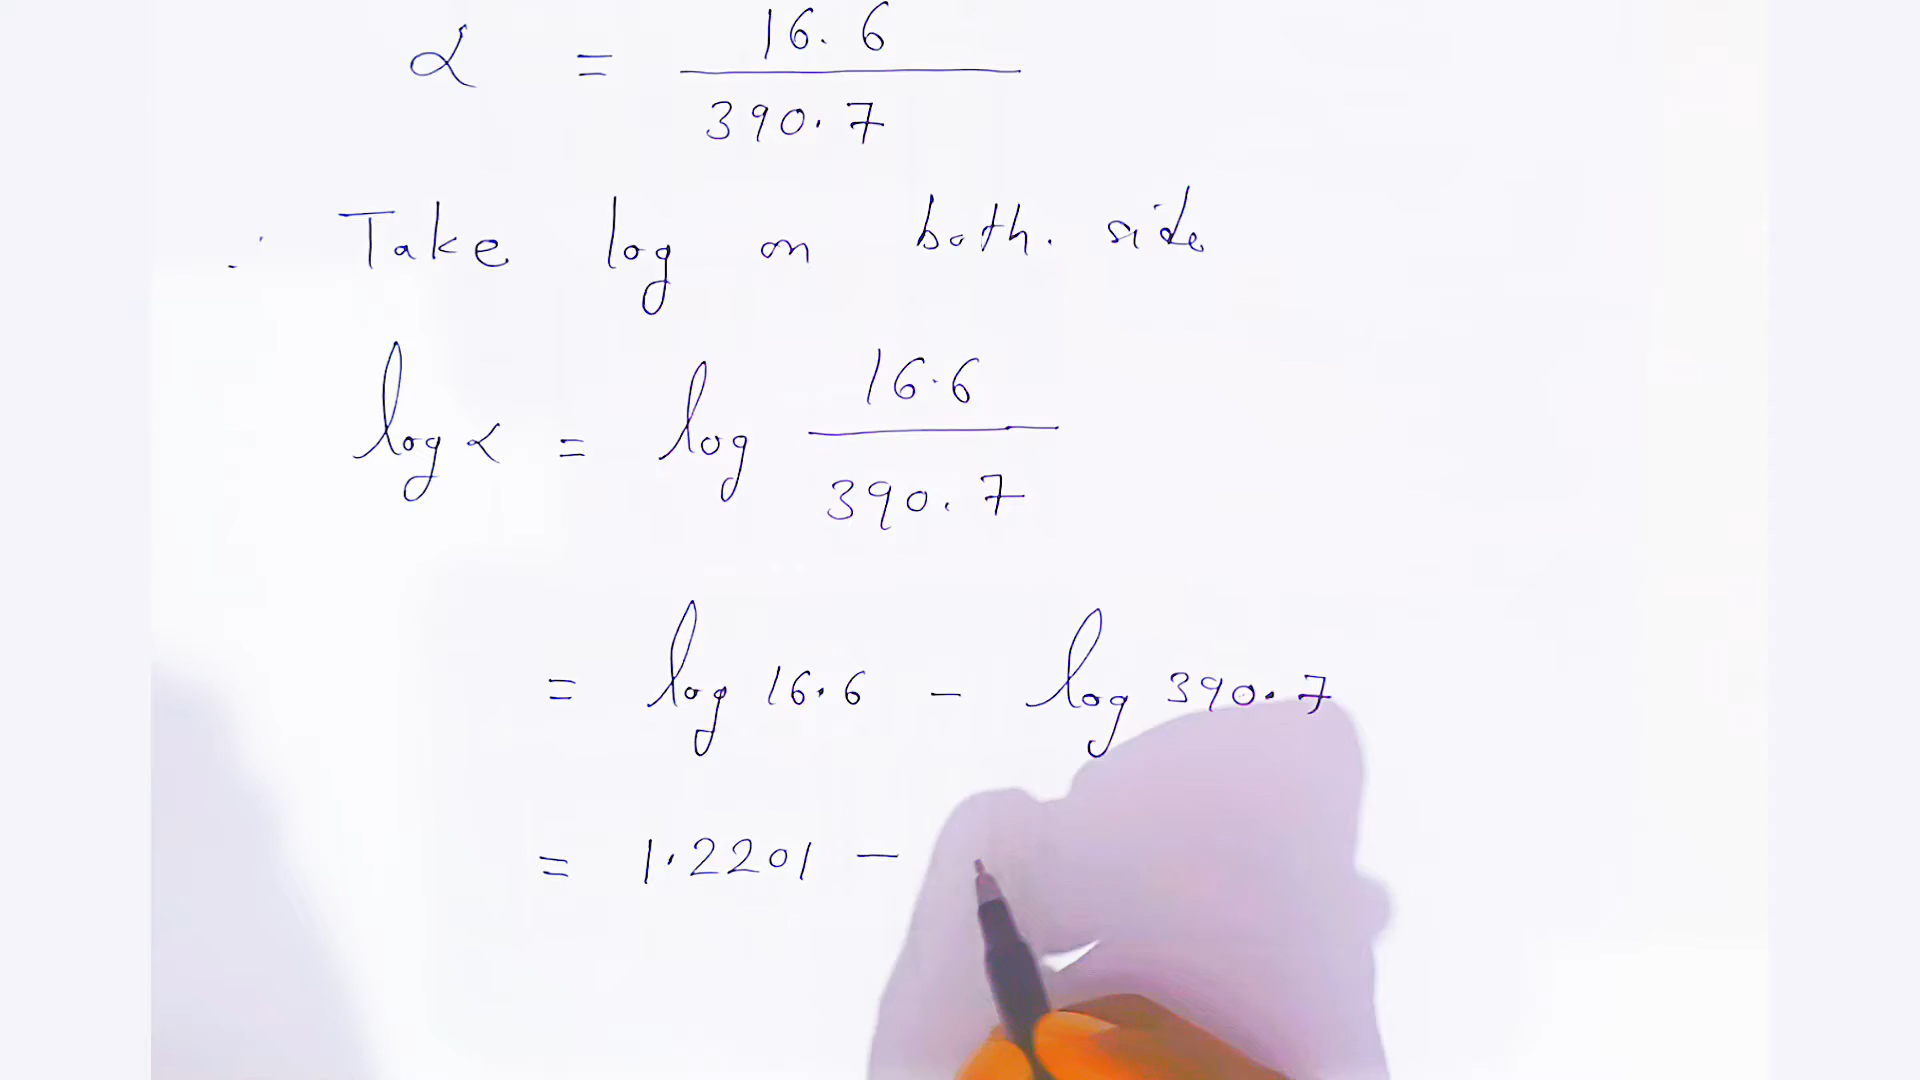 α = 16.6 / 390.7
∴ Take log on both. side
log α = log 16.6 / 390.7
= log 16.6 − log 390.7
= 1.2201 −